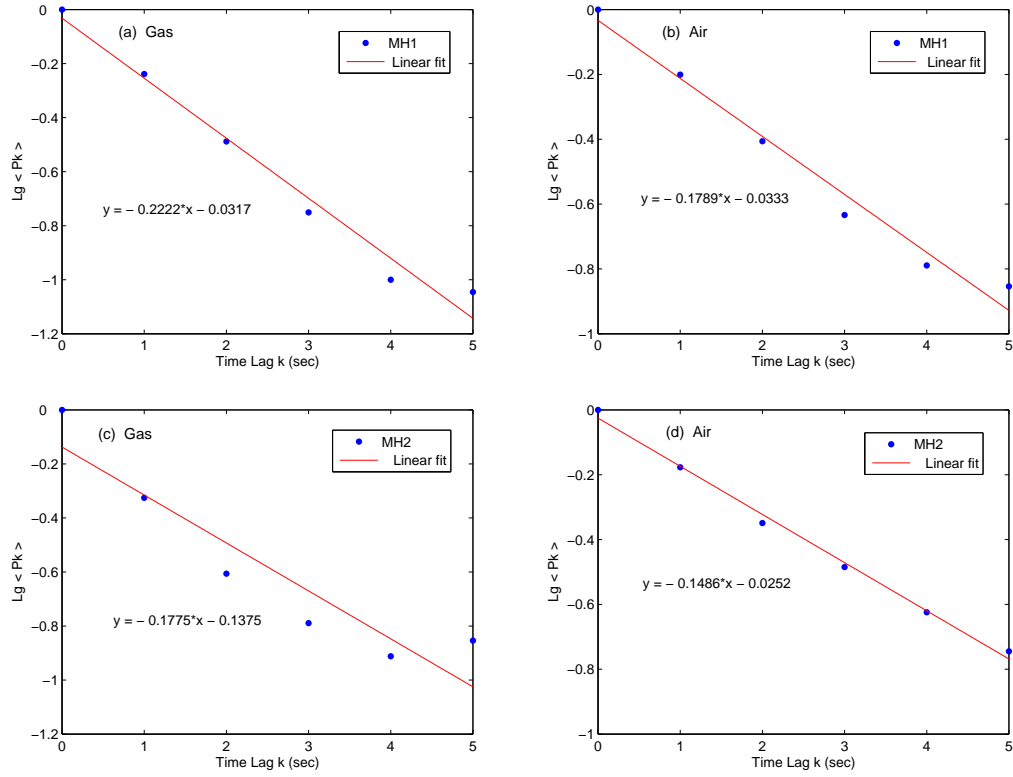 (a) Gas
MH1
Linear fit
y = − 0.2222*x − 0.0317
Lg < Pk >
0
−0.2
−0.4
−0.6
−0.8
−1
−1.2
0 1 2 3 4 5
Time Lag k (sec)
(b) Air
MH1
Linear fit
y = − 0.1789*x − 0.0333
Lg < Pk >
0
−0.2
−0.4
−0.6
−0.8
−1
0 1 2 3 4 5
Time Lag k (sec)
(c) Gas
MH2
Linear fit
y = − 0.1775*x − 0.1375
Lg < Pk >
0
−0.2
−0.4
−0.6
−0.8
−1
−1.2
0 1 2 3 4 5
Time Lag k (sec)
(d) Air
MH2
Linear fit
y = − 0.1486*x − 0.0252
Lg < Pk >
0
−0.2
−0.4
−0.6
−0.8
−1
0 1 2 3 4 5
Time Lag k (sec)